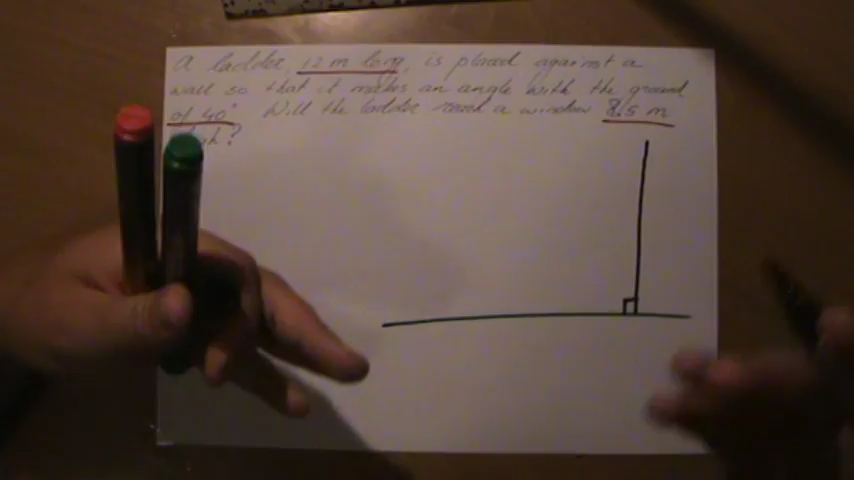 A ladder, 12 m long, is placed against a
wall so that it makes an angle with the ground
of 40° Will the ladder reach a window 8.5 m
?